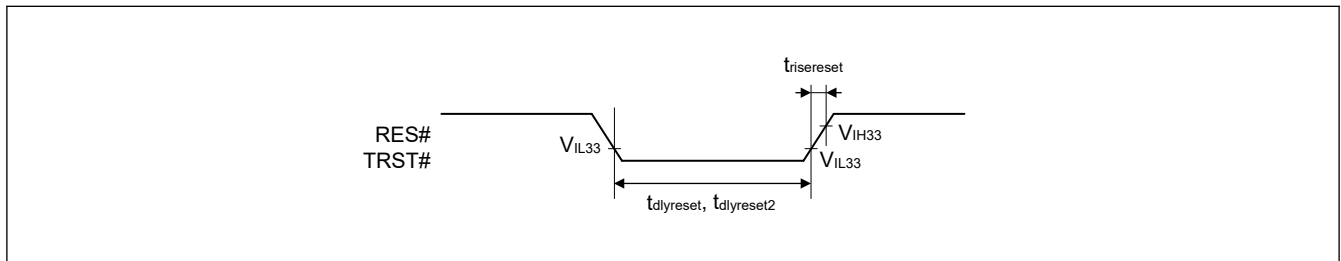 trisereset
RES#
TRST#
VIL33
VIH33
VIL33
tdlyreset, tdlyreset2